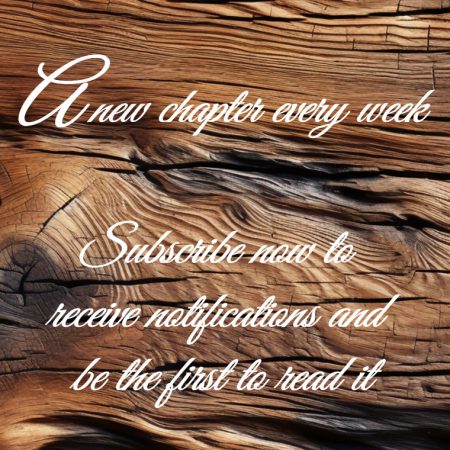 A new chapter every week
Subscribe now to
receive notifications and
be the first to read it